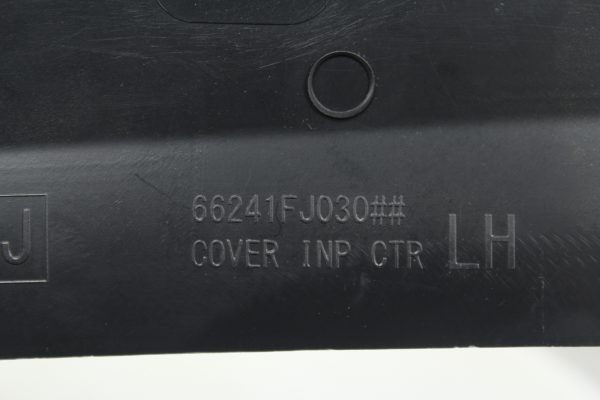 66241FJ030##
COVER INP CTR LH
J